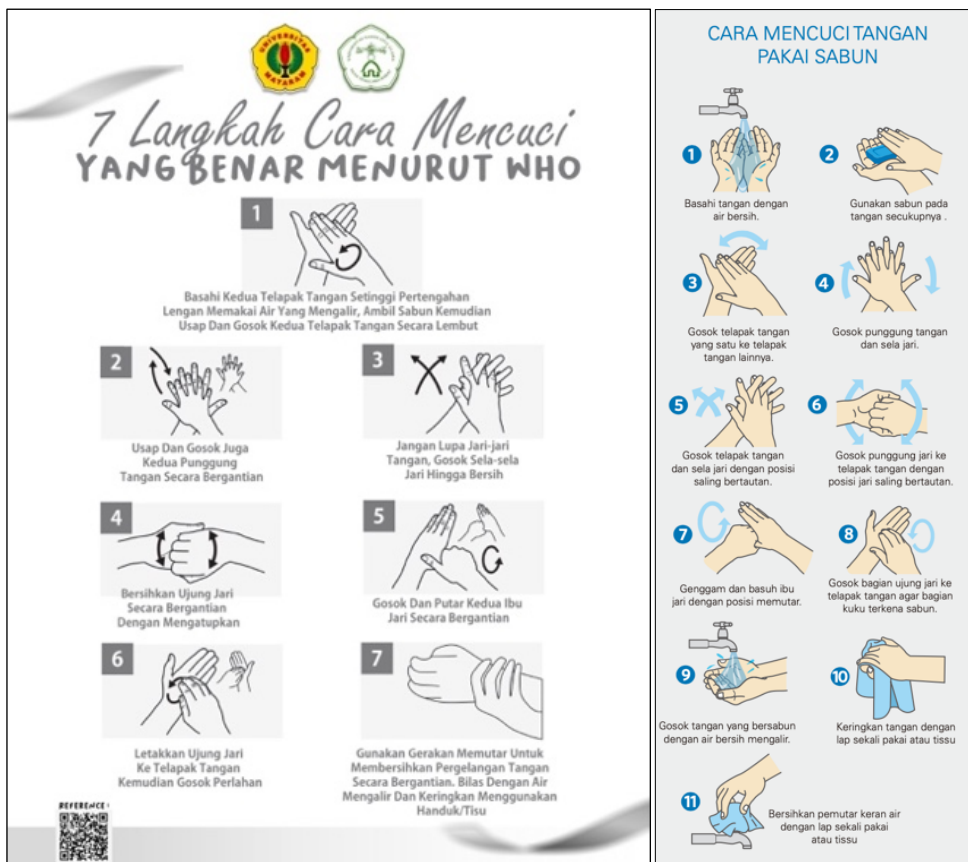 UNIVERSITAS
MATARAM
7 Langkah Cara Mencuci
YANG BENAR MENURUT WHO
1
Basahi Kedua Telapak Tangan Setinggi Pertengahan
Lengan Memakai Air Yang Mengalir, Ambil Sabun Kemudian
Usap Dan Gosok Kedua Telapak Tangan Secara Lembut
2
Usap Dan Gosok Juga
Kedua Punggung
Tangan Secara Bergantian
3
Jangan Lupa Jari-jari
Tangan, Gosok Sela-sela
Jari Hingga Bersih
4
Bersihkan Ujung Jari
Secara Bergantian
Dengan Mengatupkan
5
Gosok Dan Putar Kedua Ibu
Jari Secara Bergantian
6
Letakkan Ujung Jari
Ke Telapak Tangan
Kemudian Gosok Perlahan
7
Gunakan Gerakan Memutar Untuk
Membersihkan Pergelangan Tangan
Secara Bergantian. Bilas Dengan Air
Mengalir Dan Keringkan Menggunakan
Handuk/Tisu
REFERENCE:
CARA MENCUCI TANGAN
PAKAI SABUN
1
Basahi tangan dengan
air bersih.
2
Gunakan sabun pada
tangan secukupnya .
3
Gosok telapak tangan
yang satu ke telapak
tangan lainnya.
4
Gosok punggung tangan
dan sela jari.
5
Gosok telapak tangan
dan sela jari dengan posisi
saling bertautan.
6
Gosok punggung jari ke
telapak tangan dengan
posisi jari saling bertautan.
7
Genggam dan basuh ibu
jari dengan posisi memutar.
8
Gosok bagian ujung jari ke
telapak tangan agar bagian
kuku terkena sabun.
9
Gosok tangan yang bersabun
dengan air bersih mengalir.
10
Keringkan tangan dengan
lap sekali pakai atau tissu
11
Bersihkan pemutar keran air
dengan lap sekali pakai
atau tissu